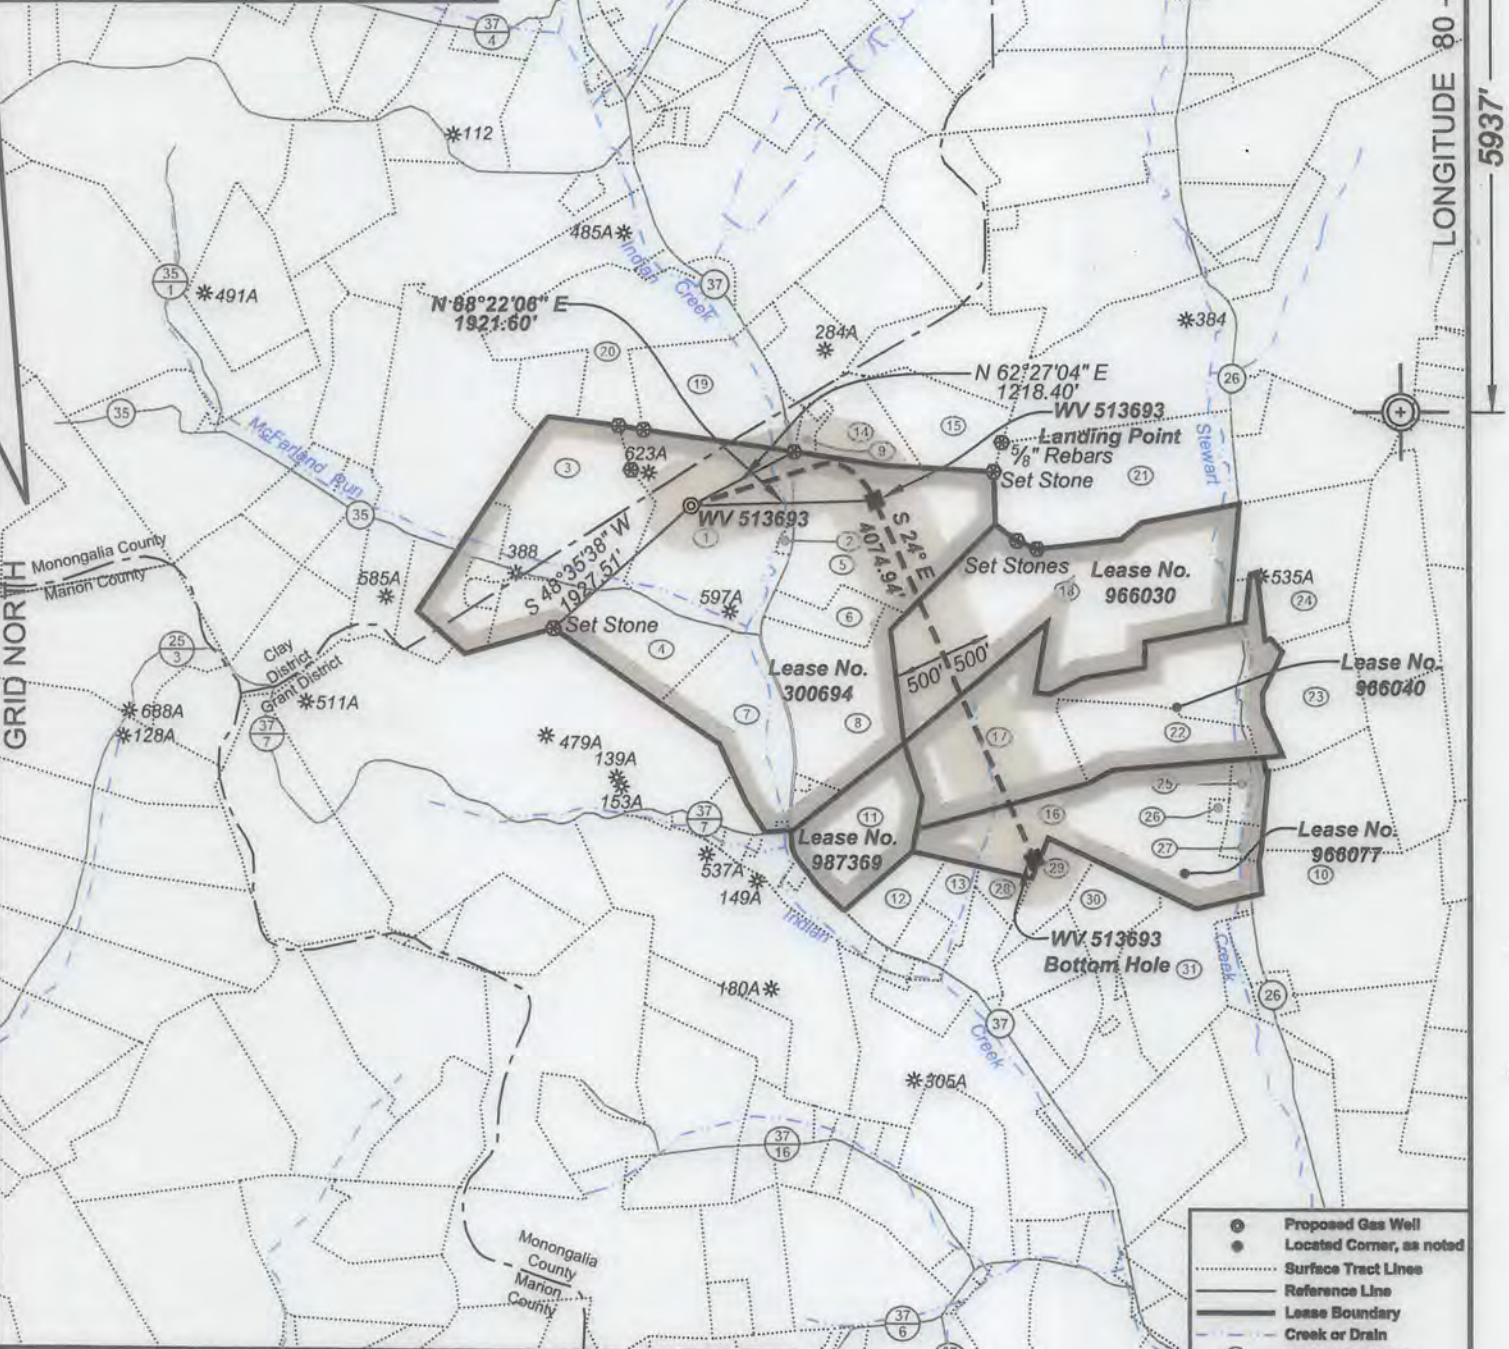 37
4
LONGITUDE 80 -
5937'
112
485A
Indian
Creek
37
35
1
491A
N 88°22'06" E
1921.60'
384
284A
20
19
N 62°27'04" E
1218.40'
26
35
WV 513693
Landing Point
5/8" Rebars
McFarland Run
Stewart
14
15
9
623A
3
21
Set Stone
35
WV 513693
1
2
5
S 24° E
4074.94'
Monongalia County
Marion County
388
S 48°35'38" W
1927.51'
Set Stones
Lease No.
966030
18
535A
24
585A
597A
6
GRID NORTH
25
3
Clay
District
Grant District
Set Stone
4
Lease No.
300694
500' 500'
Lease No.
966040
23
688A
511A
128A
37
7
479A
7
8
17
22
139A
153A
37
7
11
16
25
26
Lease No.
987369
Lease No.
966077
27
10
537A
149A
12
13
28
29
30
Indian
WV 513693
Bottom Hole
31
Creek
180A
26
37
Creek
305A
37
16
Monongalia
County
Marion
County
37
6
Proposed Gas Well
Located Corner, as noted
Surface Tract Lines
Reference Line
Lease Boundary
Creek or Drain